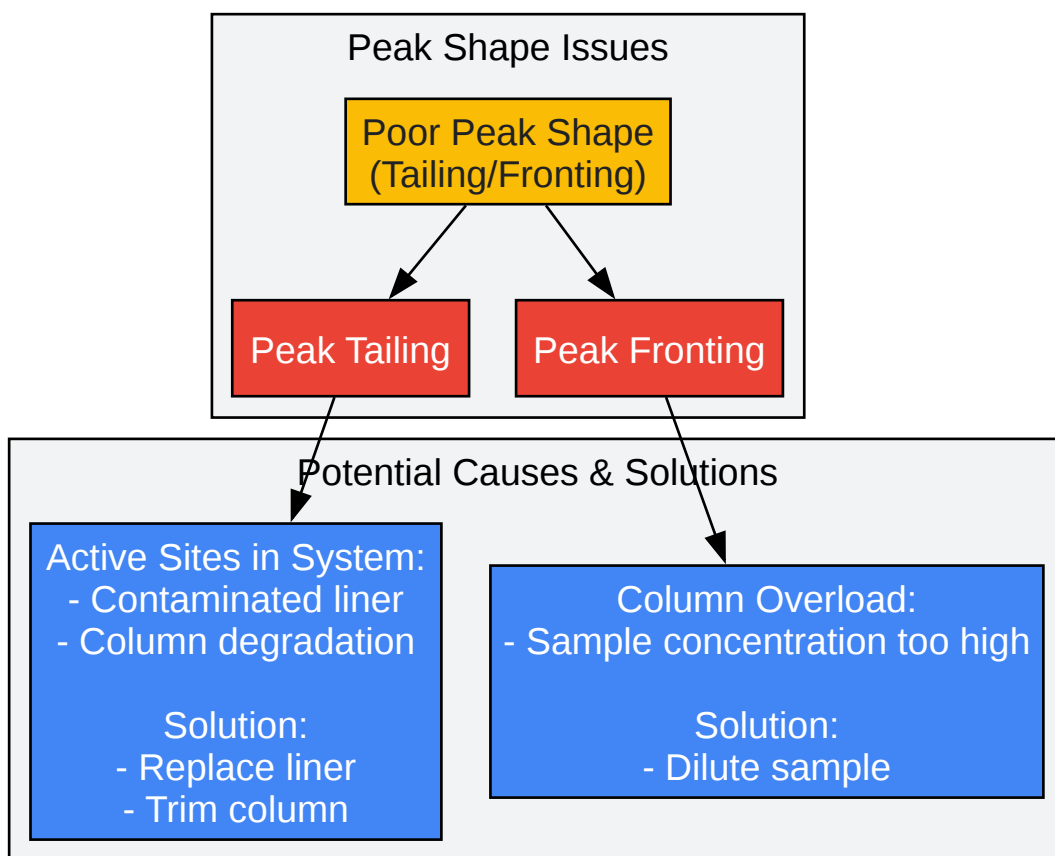 Peak Shape Issues
Poor Peak Shape
(Tailing/Fronting)
Peak Tailing
Peak Fronting
Potential Causes & Solutions
Active Sites in System:
- Contaminated liner
- Column degradation
Solution:
- Replace liner
- Trim column
Column Overload:
- Sample concentration too high
Solution:
- Dilute sample